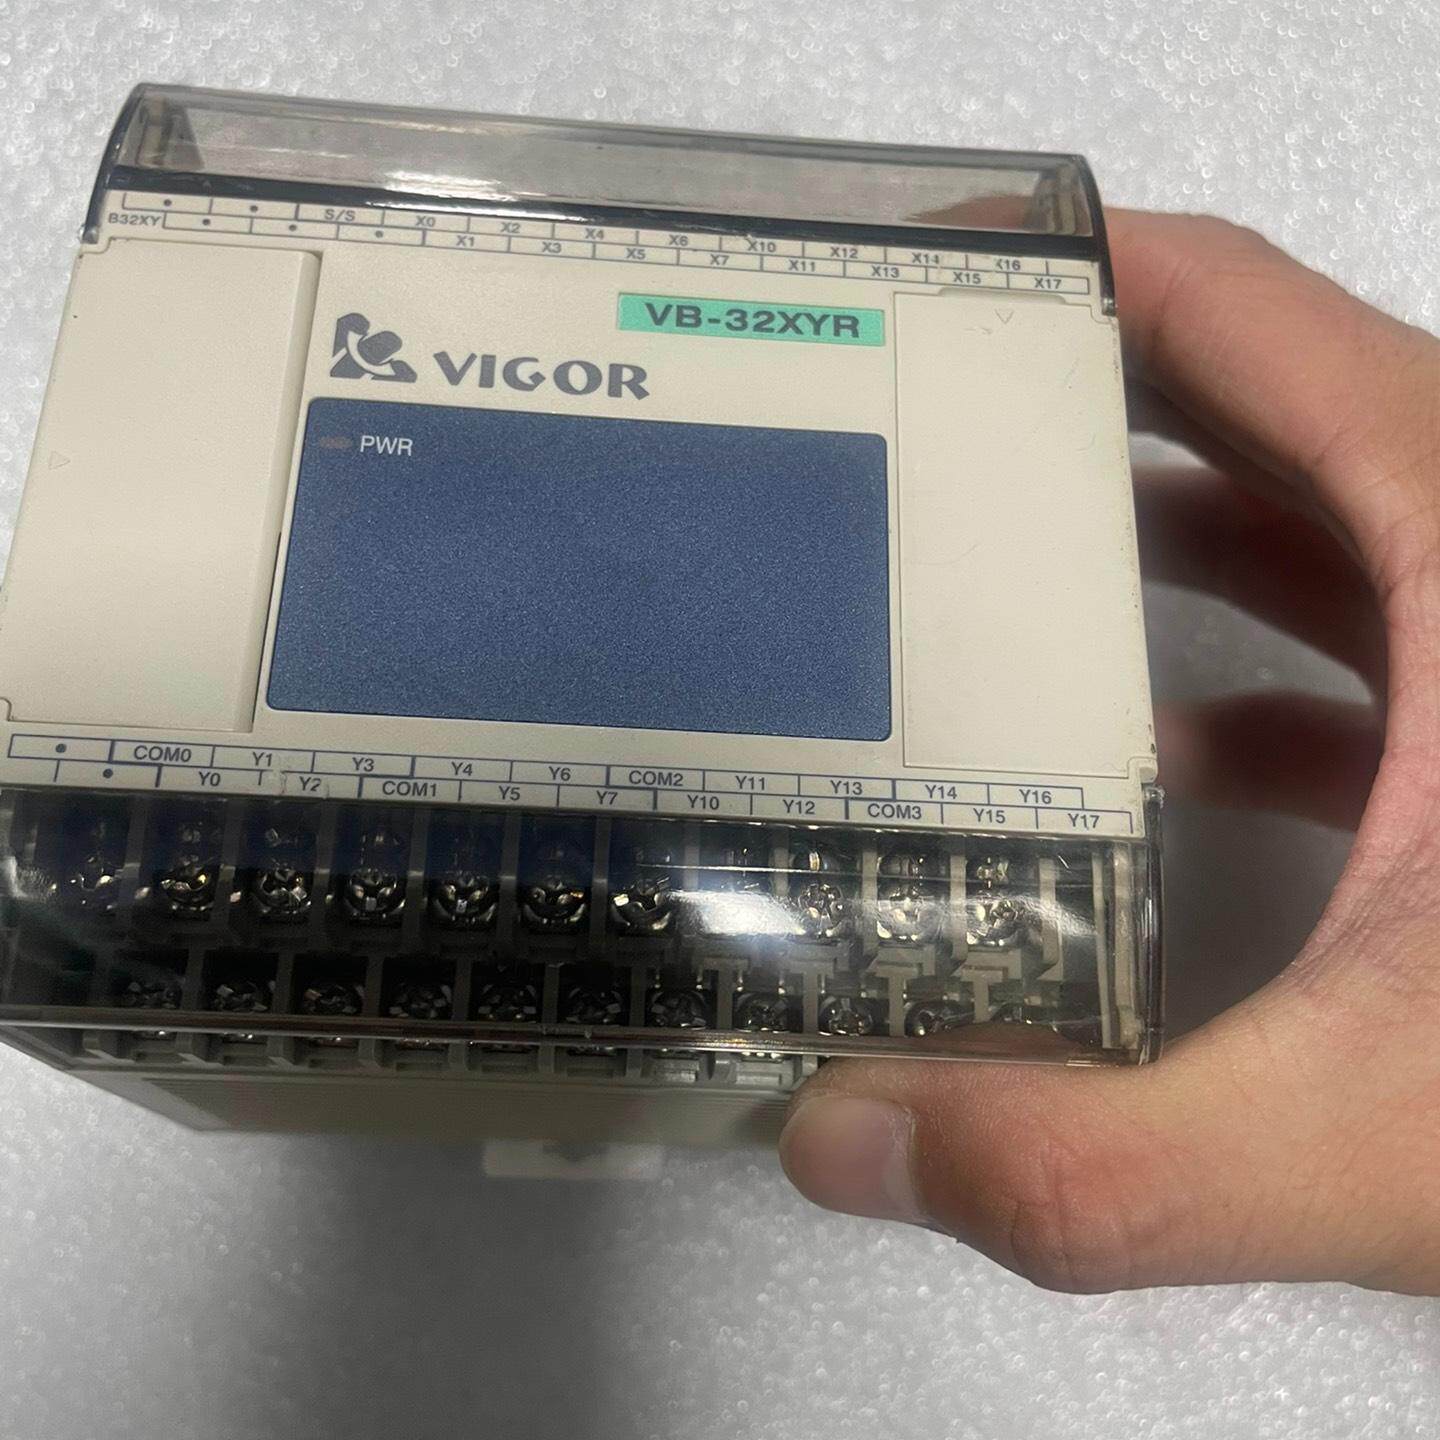 S/S X0 X2 X4 X6 X10 X12 X14 X16
B32XY X1 X3 X5 X7 X11 X13 X15 X17
VB-32XYR
VIGOR
PWR
COM0 Y1 Y3 Y4 Y6 COM2 Y11 Y13 Y14 Y16
Y0 Y2 COM1 Y5 Y7 Y10 Y12 COM3 Y15 Y17